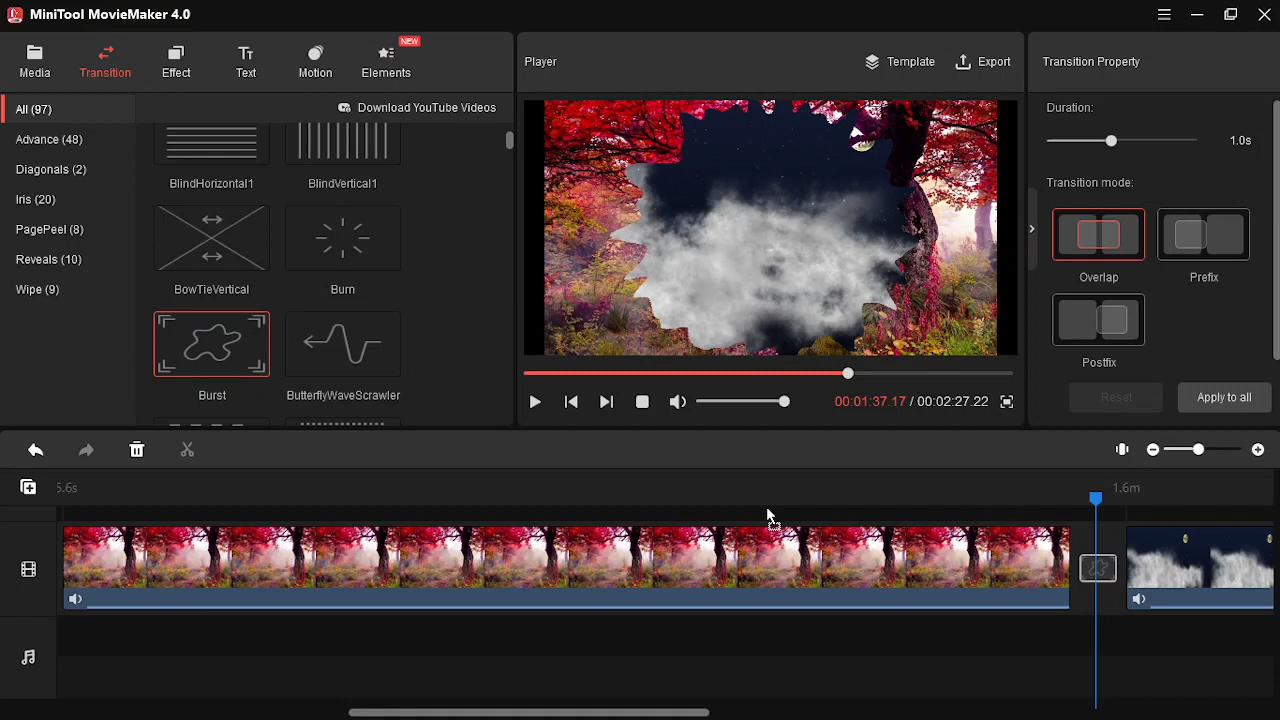 MiniTool MovieMaker 4.0
Media
Transition
Effect
Text
Motion
NEW
Elements
Player
Template
Export
Transition Property
All (97)
Download YouTube Videos
Advance (48)
Diagonals (2)
Iris (20)
PagePeel (8)
Reveals (10)
Wipe (9)
BlindHorizontal1
BlindVertical1
BowTieVertical
Burn
Burst
ButterflyWaveScrawler
Duration:
1.0s
Transition mode:
Overlap
Prefix
Postfix
Reset
Apply to all
00:01:37.17 / 00:02:27.22
5.6s
1.6m